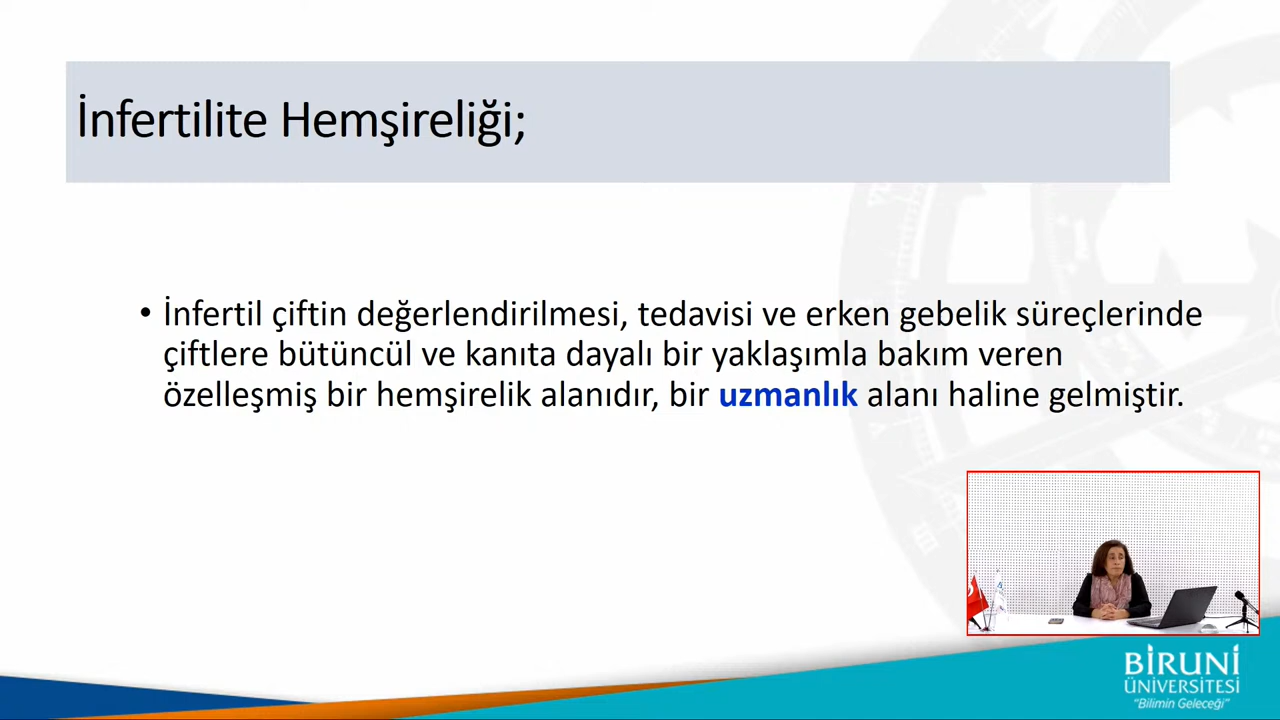 İnfertilite Hemşireliği;
• İnfertil çiftin değerlendirilmesi, tedavisi ve erken gebelik süreçlerinde
çiftlere bütüncül ve kanıta dayalı bir yaklaşımla bakım veren
özelleşmiş bir hemşirelik alanıdır, bir uzmanlık alanı haline gelmiştir.
BİRUNİ
ÜNİVERSİTESİ
“Bilimin Geleceği”